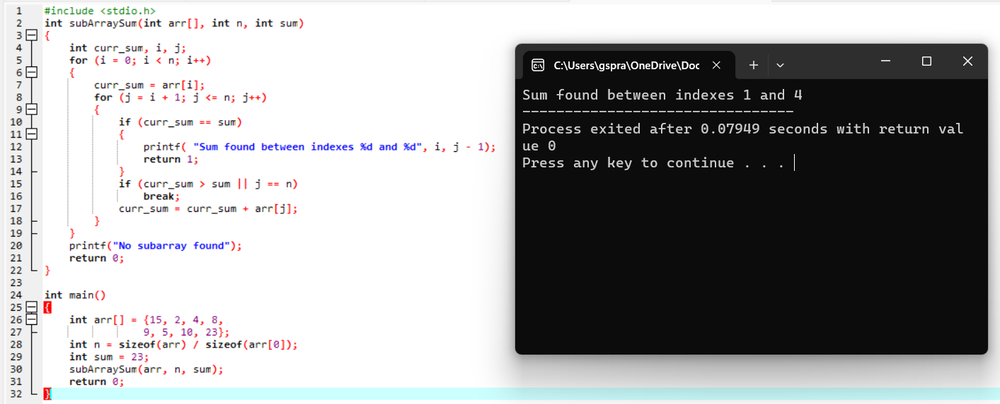 1 #include <stdio.h>
2 int subArraySum(int arr[], int n, int sum)
3 {
4     int curr_sum, i, j;
5     for (i = 0; i < n; i++)
6     {
7         curr_sum = arr[i];
8         for (j = i + 1; j <= n; j++)
9         {
10             if (curr_sum == sum)
11             {
12                 printf( "Sum found between indexes %d and %d", i, j - 1);
13                 return 1;
14             }
15             if (curr_sum > sum || j == n)
16                 break;
17             curr_sum = curr_sum + arr[j];
18         }
19     }
20     printf("No subarray found");
21     return 0;
22 }
23
24 int main()
25 {
26     int arr[] = {15, 2, 4, 8,
27                 9, 5, 10, 23};
28     int n = sizeof(arr) / sizeof(arr[0]);
29     int sum = 23;
30     subArraySum(arr, n, sum);
31     return 0;
32 }
C:\Users\gspra\OneDrive\Doc
Sum found between indexes 1 and 4
--------------------------------
Process exited after 0.07949 seconds with return val
ue 0
Press any key to continue . . .